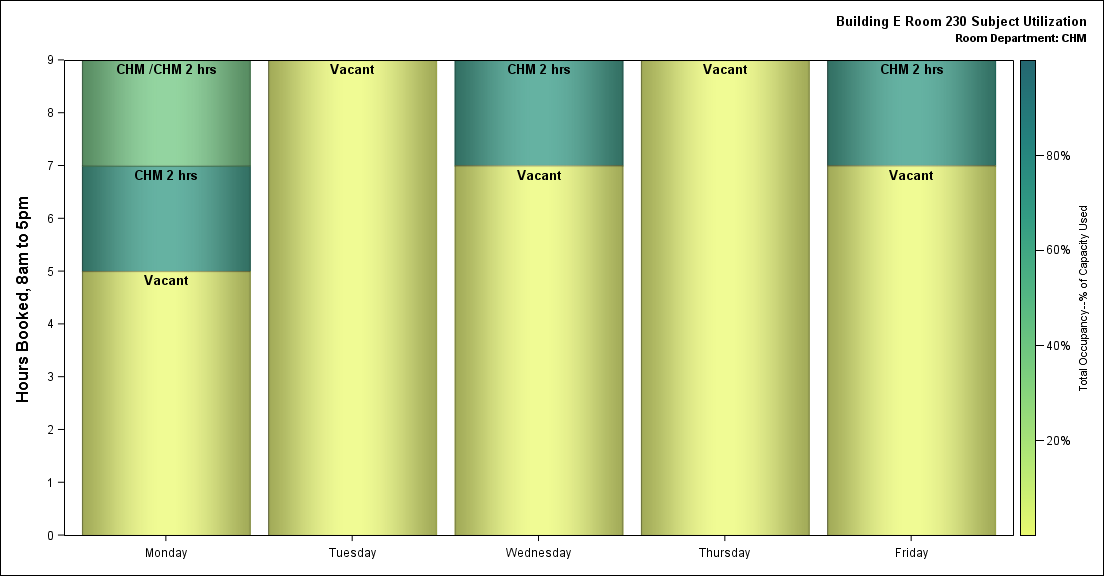 Building E Room 230 Subject Utilization
Room Department: CHM
Hours Booked, 8am to 5pm
9
8
7
6
5
4
3
2
1
0
CHM /CHM 2 hrs
CHM 2 hrs
Vacant
Vacant
CHM 2 hrs
Vacant
Vacant
CHM 2 hrs
Vacant
Monday
Tuesday
Wednesday
Thursday
Friday
80%
60%
40%
20%
Total Occupancy--% of Capacity Used